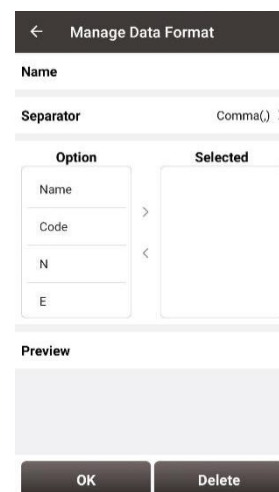 Manage Data Format
Name
Separator Comma(,)
Option Selected
Name
Code
N
E
Preview
OK Delete